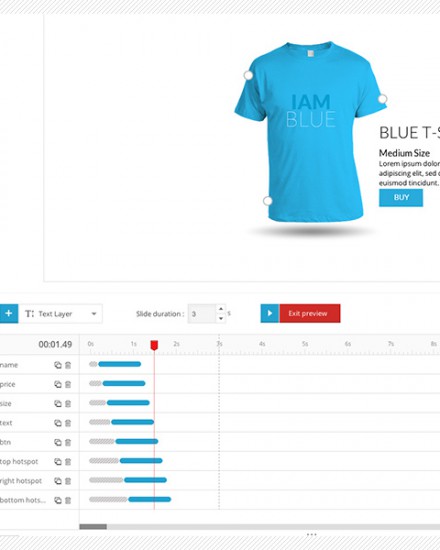 IAM
BLUE
BLUE T-S
Medium Size
Lorem ipsum dolor
adipiscing elit, sed d
euismod tincidunt.
BUY
Text Layer
Slide duration : 3 s
Exit preview
00:01.49
0s 1s 2s 3s 4s 5s 6s 7s 8s
name
price
size
text
btn
top hotspot
right hotspot
bottom hots...